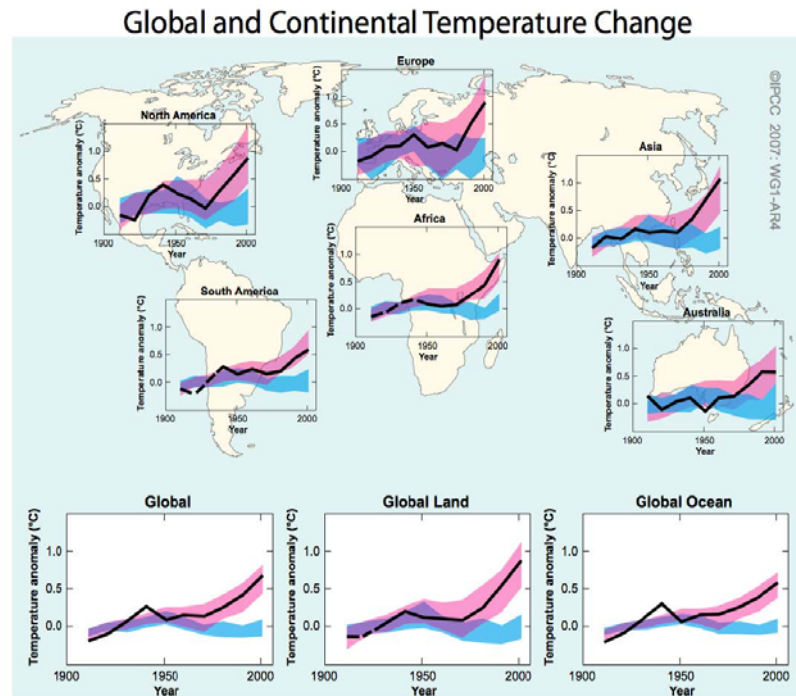 Global and Continental Temperature Change
Europe
Temperature anomaly (°C)
1.0
0.5
0.0
1900
1950
2000
Year
North America
Temperature anomaly (°C)
1.0
0.5
0.0
1900
1950
2000
Year
Asia
Temperature anomaly (°C)
1.0
0.5
0.0
1900
1950
2000
Year
©IPCC 2007: WG1-AR4
Africa
Temperature anomaly (°C)
1.0
0.5
0.0
1900
1950
2000
Year
South America
Temperature anomaly (°C)
1.0
0.5
0.0
1900
1950
2000
Year
Australia
Temperature anomaly (°C)
1.0
0.5
0.0
1900
1950
2000
Year
Global
Temperature anomaly (°C)
1.0
0.5
0.0
1900
1950
2000
Year
Global Land
Temperature anomaly (°C)
1.0
0.5
0.0
1900
1950
2000
Year
Global Ocean
Temperature anomaly (°C)
1.0
0.5
0.0
1900
1950
2000
Year